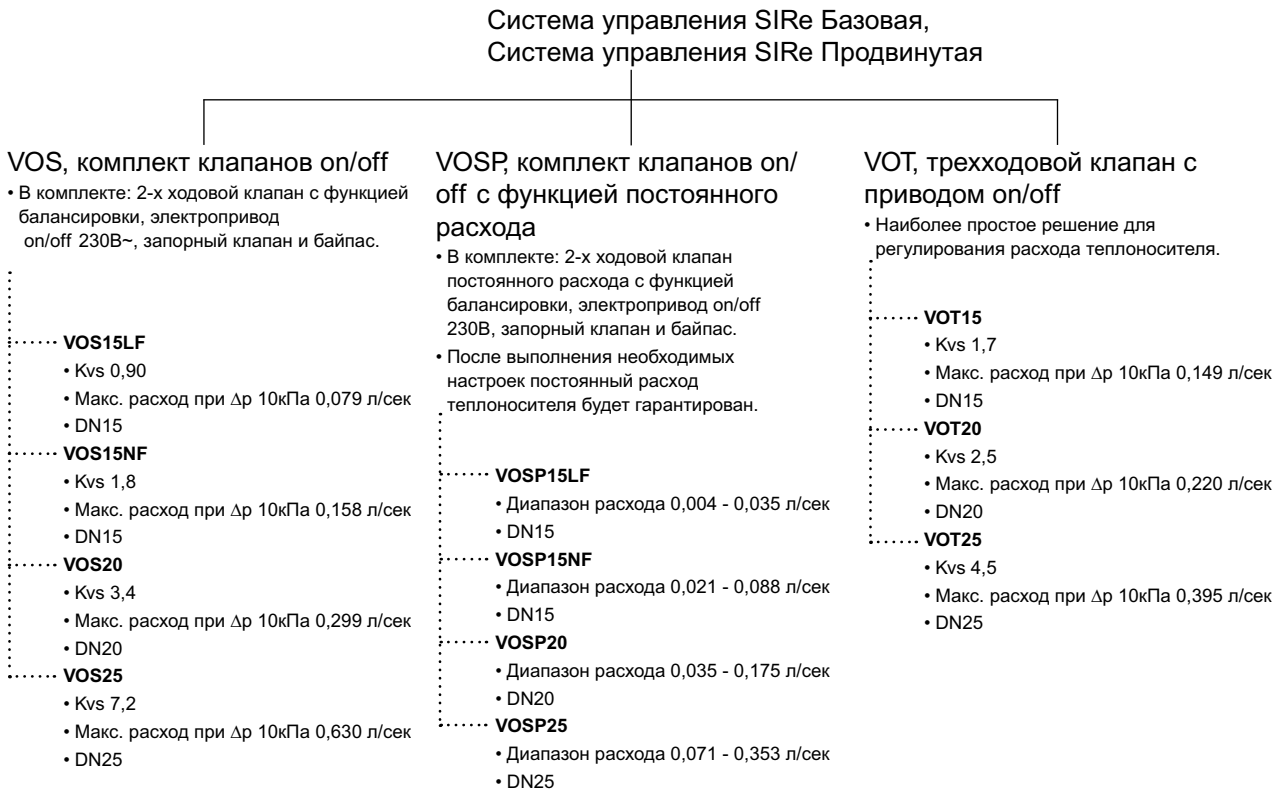 Система управления SIRe Базовая,
Система управления SIRe Продвинутая
VOS, комплект клапанов on/off
• В комплекте: 2-х ходовой клапан с функцией
балансировки, электропривод
on/off 230В~, запорный клапан и байпас.
VOS15LF
• Kvs 0,90
• Макс. расход при Δp 10кПа 0,079 л/сек
• DN15
VOS15NF
• Kvs 1,8
• Макс. расход при Δp 10кПа 0,158 л/сек
• DN15
VOS20
• Kvs 3,4
• Макс. расход при Δp 10кПа 0,299 л/сек
• DN20
VOS25
• Kvs 7,2
• Макс. расход при Δp 10кПа 0,630 л/сек
• DN25
VOSP, комплект клапанов on/
off с функцией постоянного
расхода
• В комплекте: 2-х ходовой клапан
постоянного расхода с функцией
балансировки, электропривод on/off
230В, запорный клапан и байпас.
• После выполнения необходимых
настроек постоянный расход
теплоносителя будет гарантирован.
VOSP15LF
• Диапазон расхода 0,004 - 0,035 л/сек
• DN15
VOSP15NF
• Диапазон расхода 0,021 - 0,088 л/сек
• DN15
VOSP20
• Диапазон расхода 0,035 - 0,175 л/сек
• DN20
VOSP25
• Диапазон расхода 0,071 - 0,353 л/сек
• DN25
VOT, трехходовой клапан с
приводом on/off
• Наиболее простое решение для
регулирования расхода теплоносителя.
VOT15
• Kvs 1,7
• Макс. расход при Δp 10кПа 0,149 л/сек
• DN15
VOT20
• Kvs 2,5
• Макс. расход при Δp 10кПа 0,220 л/сек
• DN20
VOT25
• Kvs 4,5
• Макс. расход при Δp 10кПа 0,395 л/сек
• DN25